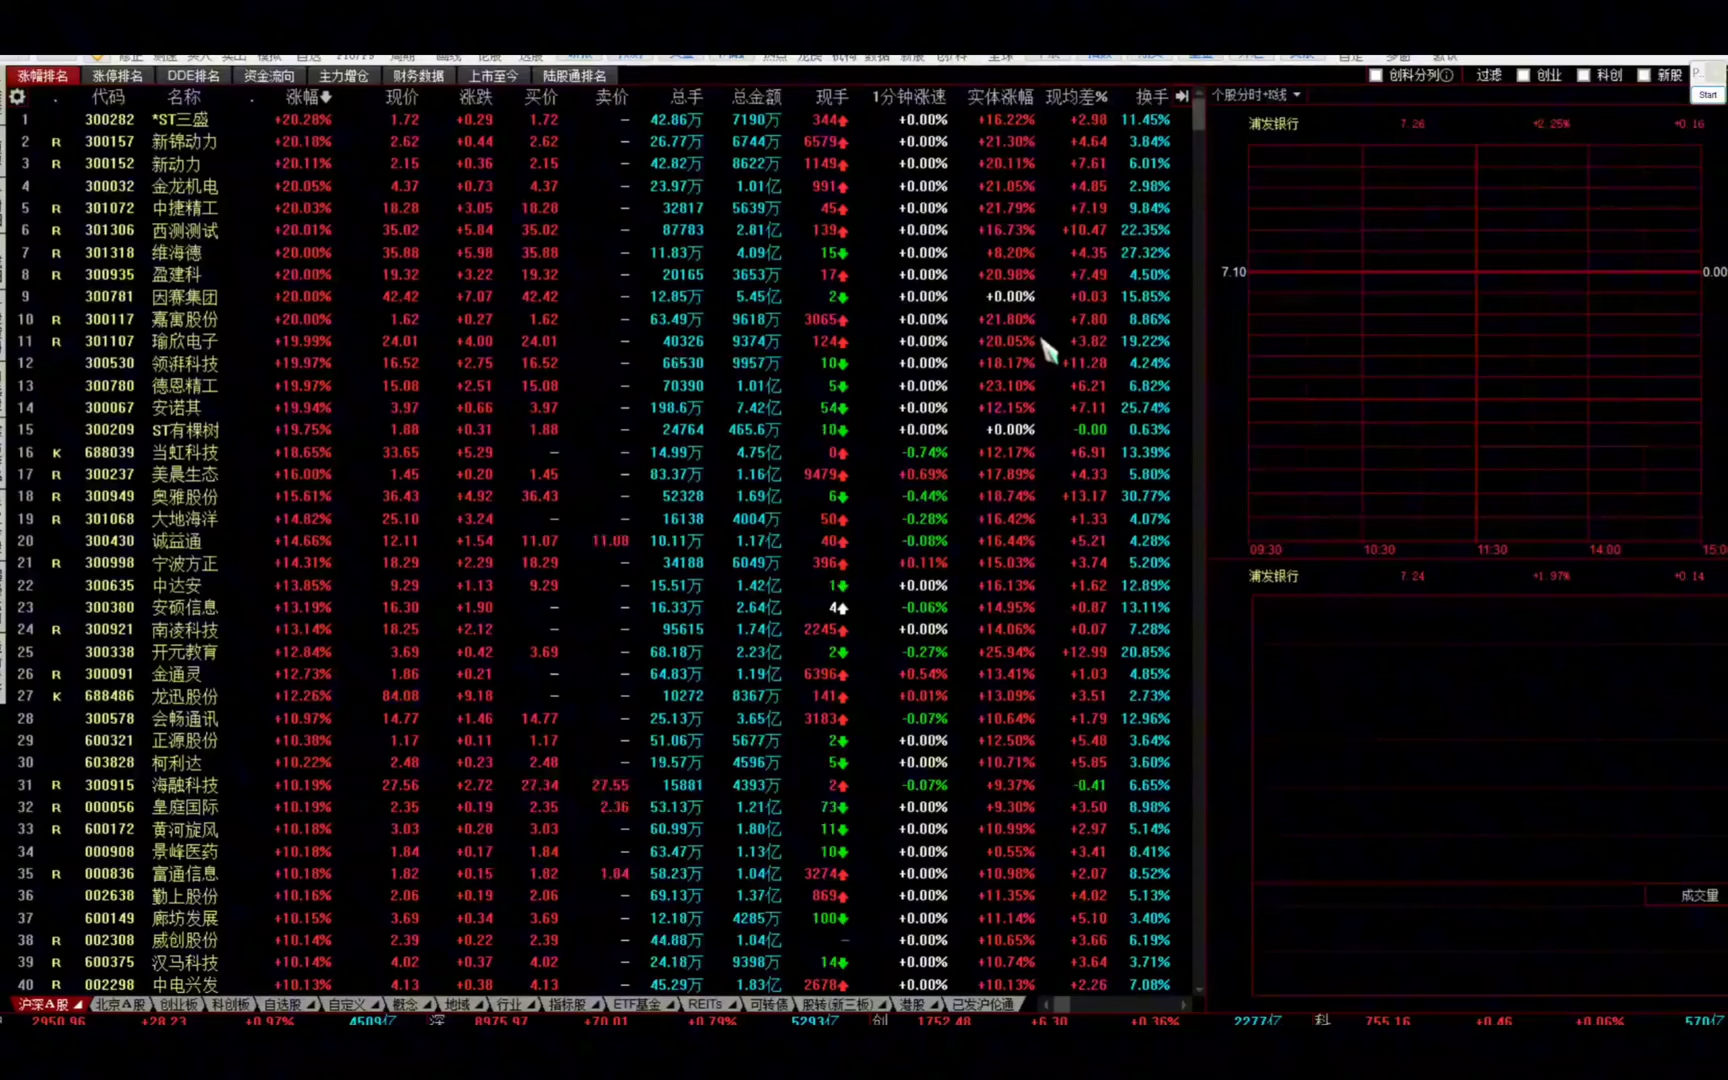 涨幅排名 涨停排名 DDE排名 资金流向 主力增仓 财务数据 上市至今 陆股通排名 创科分列 过滤 创业 科创 新股 Start
代码 名称 涨幅 现价 涨跌 买价 卖价 总手 总金额 现手 1分钟涨速 实体涨幅 现均差% 换手 个股分时+K线
1 300282 *ST三盛 +20.28% 1.72 +0.29 1.72 — 42.86万 7190万 344 +0.00% +16.22% +2.98 11.45%
2 R 300157 新锦动力 +20.18% 2.62 +0.44 2.62 — 26.77万 6744万 6579 +0.00% +21.30% +4.64 3.84%
3 R 300152 新动力 +20.11% 2.15 +0.36 2.15 — 42.82万 8622万 1149 +0.00% +20.11% +7.61 6.01%
4 300032 金龙机电 +20.05% 4.37 +0.73 4.37 — 23.97万 1.01亿 991 +0.00% +21.05% +4.85 2.98%
5 R 301072 中捷精工 +20.03% 18.28 +3.05 18.28 — 32817 5639万 45 +0.00% +21.79% +7.19 9.84%
6 R 301306 西测测试 +20.01% 35.02 +5.84 35.02 — 87783 2.81亿 139 +0.00% +16.73% +10.47 22.35%
7 R 301318 维海德 +20.00% 35.88 +5.98 35.88 — 11.83万 4.09亿 15 +0.00% +8.20% +4.35 27.32%
8 R 300935 盈建科 +20.00% 19.32 +3.22 19.32 — 20165 3653万 17 +0.00% +20.98% +7.49 4.50%
9 300781 因赛集团 +20.00% 42.42 +7.07 42.42 — 12.85万 5.45亿 2 +0.00% +0.00% +0.03 15.85%
10 R 300117 嘉寓股份 +20.00% 1.62 +0.27 1.62 — 63.49万 9618万 3065 +0.00% +21.80% +7.80 8.86%
11 R 301107 瑜欣电子 +19.99% 24.01 +4.00 24.01 — 40326 9374万 124 +0.00% +20.05% +3.82 19.22%
12 300530 领湃科技 +19.97% 16.52 +2.75 16.52 — 66530 9957万 10 +0.00% +18.17% +11.28 4.24%
13 300780 德恩精工 +19.97% 15.08 +2.51 15.08 — 70390 1.01亿 5 +0.00% +23.10% +6.21 6.82%
14 300067 安诺其 +19.94% 3.97 +0.66 3.97 — 198.6万 7.42亿 54 +0.00% +12.15% +7.11 25.74%
15 300209 ST有棵树 +19.75% 1.88 +0.31 1.88 — 24764 465.6万 10 +0.00% +0.00% -0.00 0.63%
16 K 688039 当虹科技 +18.65% 33.65 +5.29 — — 14.99万 4.75亿 0 -0.74% +12.17% +6.91 13.39%
17 R 300237 美晨生态 +16.00% 1.45 +0.20 1.45 — 83.37万 1.16亿 9479 +0.69% +17.89% +4.33 5.80%
18 R 300949 奥雅股份 +15.61% 36.43 +4.92 36.43 — 52328 1.69亿 6 -0.44% +18.74% +13.17 30.77%
19 R 301068 大地海洋 +14.82% 25.10 +3.24 — — 16138 4004万 50 -0.28% +16.42% +1.33 4.07%
20 300430 诚益通 +14.66% 12.11 +1.54 11.07 11.08 10.11万 1.17亿 40 -0.08% +16.44% +5.21 4.28%
21 R 300998 宁波方正 +14.31% 18.29 +2.29 18.29 — 34188 6049万 396 +0.11% +15.03% +3.74 5.20%
22 300635 中达安 +13.85% 9.29 +1.13 9.29 — 15.51万 1.42亿 1 +0.00% +16.13% +1.62 12.89%
23 300380 安硕信息 +13.19% 16.30 +1.90 — — 16.33万 2.64亿 4 -0.06% +14.95% +0.87 13.11%
24 R 300921 南凌科技 +13.14% 18.25 +2.12 — — 95615 1.74亿 2245 +0.00% +14.06% +0.07 7.28%
25 300338 开元教育 +12.84% 3.69 +0.42 3.69 — 68.18万 2.23亿 2 -0.27% +25.94% +12.99 20.85%
26 R 300091 金通灵 +12.73% 1.86 +0.21 — — 64.83万 1.19亿 6396 +0.54% +13.41% +1.03 4.85%
27 K 688486 龙迅股份 +12.26% 84.08 +9.18 — — 10272 8367万 141 +0.01% +13.09% +3.51 2.73%
28 300578 会畅通讯 +10.97% 14.77 +1.46 14.77 — 25.13万 3.65亿 3183 -0.07% +10.64% +1.79 12.96%
29 600321 正源股份 +10.38% 1.17 +0.11 1.17 — 51.06万 5677万 2 +0.00% +12.50% +5.48 3.64%
30 603828 柯利达 +10.22% 2.48 +0.23 2.48 — 19.57万 4596万 5 +0.00% +10.71% +5.85 3.60%
31 R 300915 海融科技 +10.19% 27.56 +2.72 27.34 27.55 15881 4393万 2 -0.07% +9.37% -0.41 6.65%
32 R 000056 皇庭国际 +10.19% 2.35 +0.19 2.35 2.36 53.13万 1.21亿 73 +0.00% +9.30% +3.50 8.98%
33 R 600172 黄河旋风 +10.18% 3.03 +0.28 3.03 — 60.99万 1.80亿 11 +0.00% +10.99% +2.97 5.14%
34 000908 景峰医药 +10.18% 1.84 +0.17 1.84 — 63.47万 1.13亿 10 +0.00% +0.55% +3.41 8.41%
35 R 000836 富通信息 +10.18% 1.82 +0.15 1.82 1.84 58.23万 1.04亿 3274 +0.00% +10.98% +2.07 8.52%
36 002638 勤上股份 +10.16% 2.06 +0.19 2.06 — 69.13万 1.37亿 869 +0.00% +11.35% +4.02 5.13%
37 600149 廊坊发展 +10.15% 3.69 +0.34 3.69 — 12.18万 4285万 100 +0.00% +11.14% +5.10 3.40%
38 R 002308 威创股份 +10.14% 2.39 +0.22 2.39 — 44.88万 1.04亿 — +0.00% +10.65% +3.66 6.19%
39 R 600375 汉马科技 +10.14% 4.02 +0.37 4.02 — 24.18万 9398万 14 +0.00% +10.74% +3.64 3.71%
40 R 002298 中电兴发 +10.13% 4.13 +0.38 4.13 — 45.29万 1.83亿 2678 +0.00% +10.13% +2.26 7.08%
浦发银行 7.26 +2.25% +0.16
7.10 0.00
09:30 10:30 11:30 14:00 15:0
浦发银行 7.24 +1.97% +0.14
成交量
沪深A股 北京A股 创业板 科创板 自选股 自定义 概念 地域 行业 指标股 ETF基金 REITs 可转债 股转(新三板) 港股 已发沪伦通
2950.96 +28.23 +0.97% 4509亿 深 8975.97 +70.01 +0.79% 5293亿 创 1752.48 +6.30 +0.36% 2277亿 科 755.16 +0.46 +0.06% 570亿